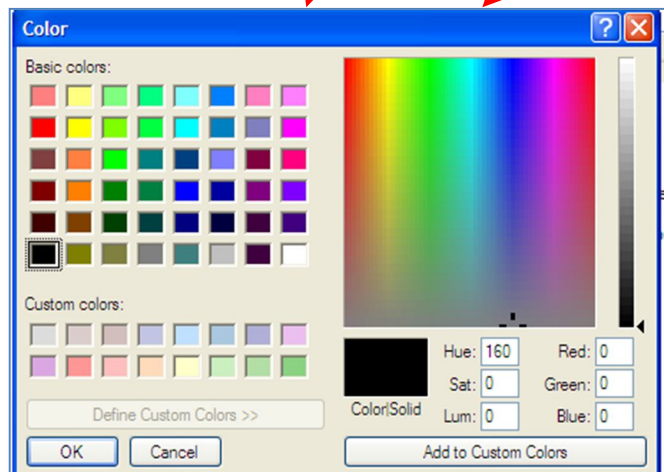 Color
Basic colors:
Custom colors:
Define Custom Colors >>
OK Cancel
Color|Solid
Hue: 160 Red: 0
Sat: 0 Green: 0
Lum: 0 Blue: 0
Add to Custom Colors